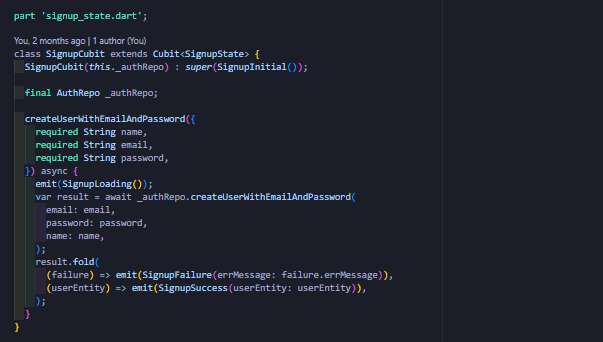 part 'signup_state.dart';
You, 2 months ago | 1 author (You)
class SignupCubit extends Cubit<SignupState> {
  SignupCubit(this._authRepo) : super(SignupInitial());
  final AuthRepo _authRepo;
  createUserWithEmailAndPassword({
    required String name,
    required String email,
    required String password,
  }) async {
    emit(SignupLoading());
    var result = await _authRepo.createUserWithEmailAndPassword(
      email: email,
      password: password,
      name: name,
    );
    result.fold(
      (failure) => emit(SignupFailure(errMessage: failure.errMessage)),
      (userEntity) => emit(SignupSuccess(userEntity: userEntity)),
    );
  }
}